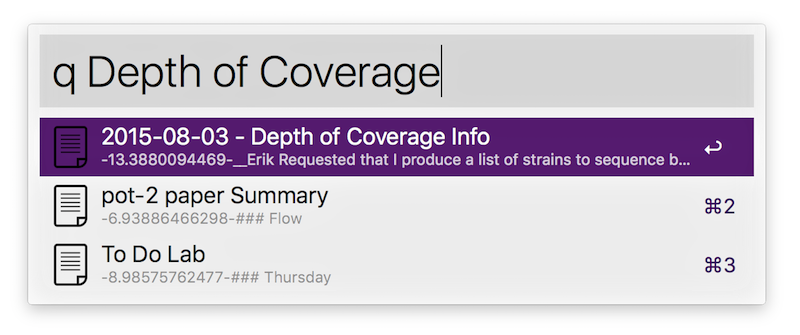 q Depth of Coverage
2015-08-03 - Depth of Coverage Info
-13.3880094469-__Erik Requested that I produce a list of strains to sequence b...
pot-2 paper Summary
-6.93886466298-### Flow
⌘2
To Do Lab
-8.98575762477-### Thursday
⌘3